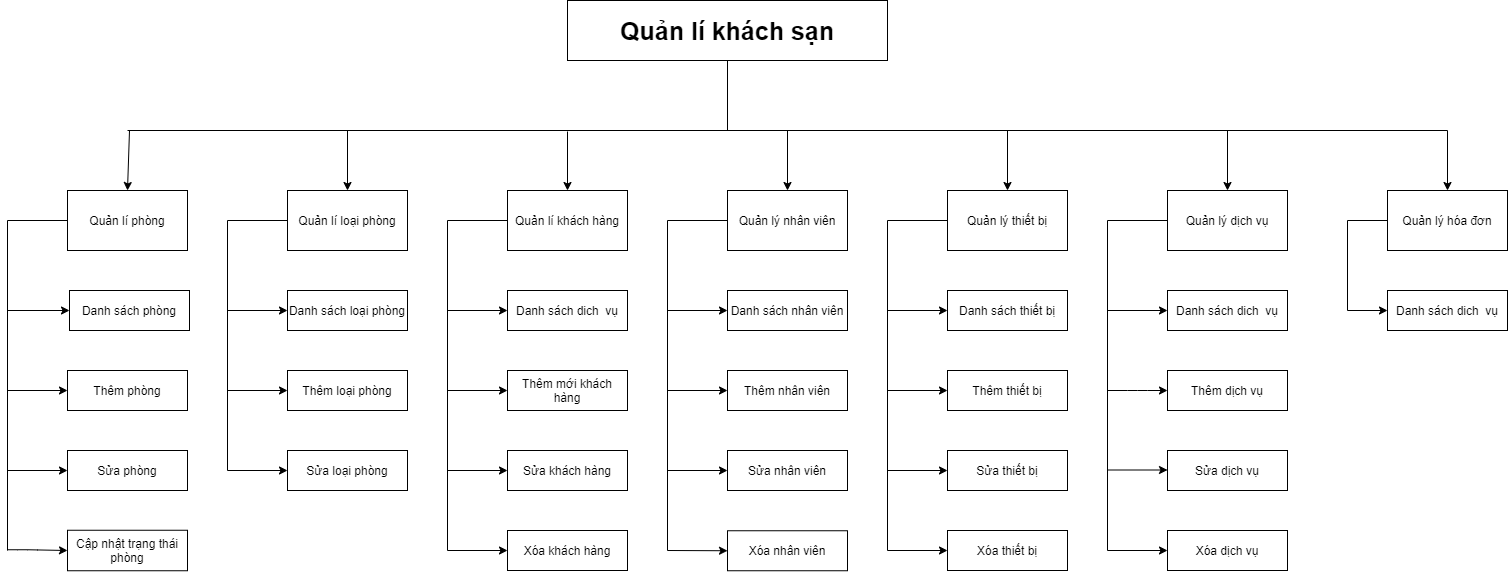 Quản lí khách sạn
Quản lí phòng
Quản lí loại phòng
Quản lí khách hàng
Quản lý nhân viên
Quản lý thiết bị
Quản lý dịch vụ
Quản lý hóa đơn
Danh sách phòng
Danh sách loại phòng
Danh sách dich  vụ
Danh sách nhân viên
Danh sách thiết bị
Danh sách dich  vụ
Danh sách dich  vụ
Thêm phòng
Thêm loại phòng
Thêm mới khách
hàng
Thêm nhân viên
Thêm thiết bị
Thêm dịch vụ
Sửa phòng
Sửa loại phòng
Sửa khách hàng
Sửa nhân viên
Sửa thiết bị
Sửa dịch vụ
Cập nhật trạng thái
phòng
Xóa khách hàng
Xóa nhân viên
Xóa thiết bị
Xóa dịch vụ